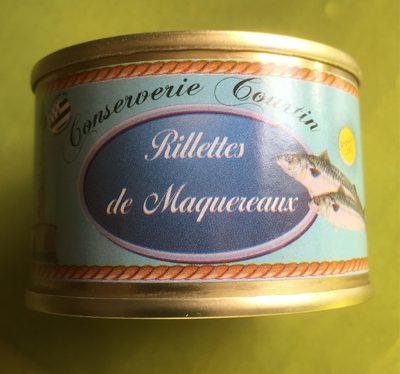 Conserverie Courtin
Rillettes
de Maquereaux